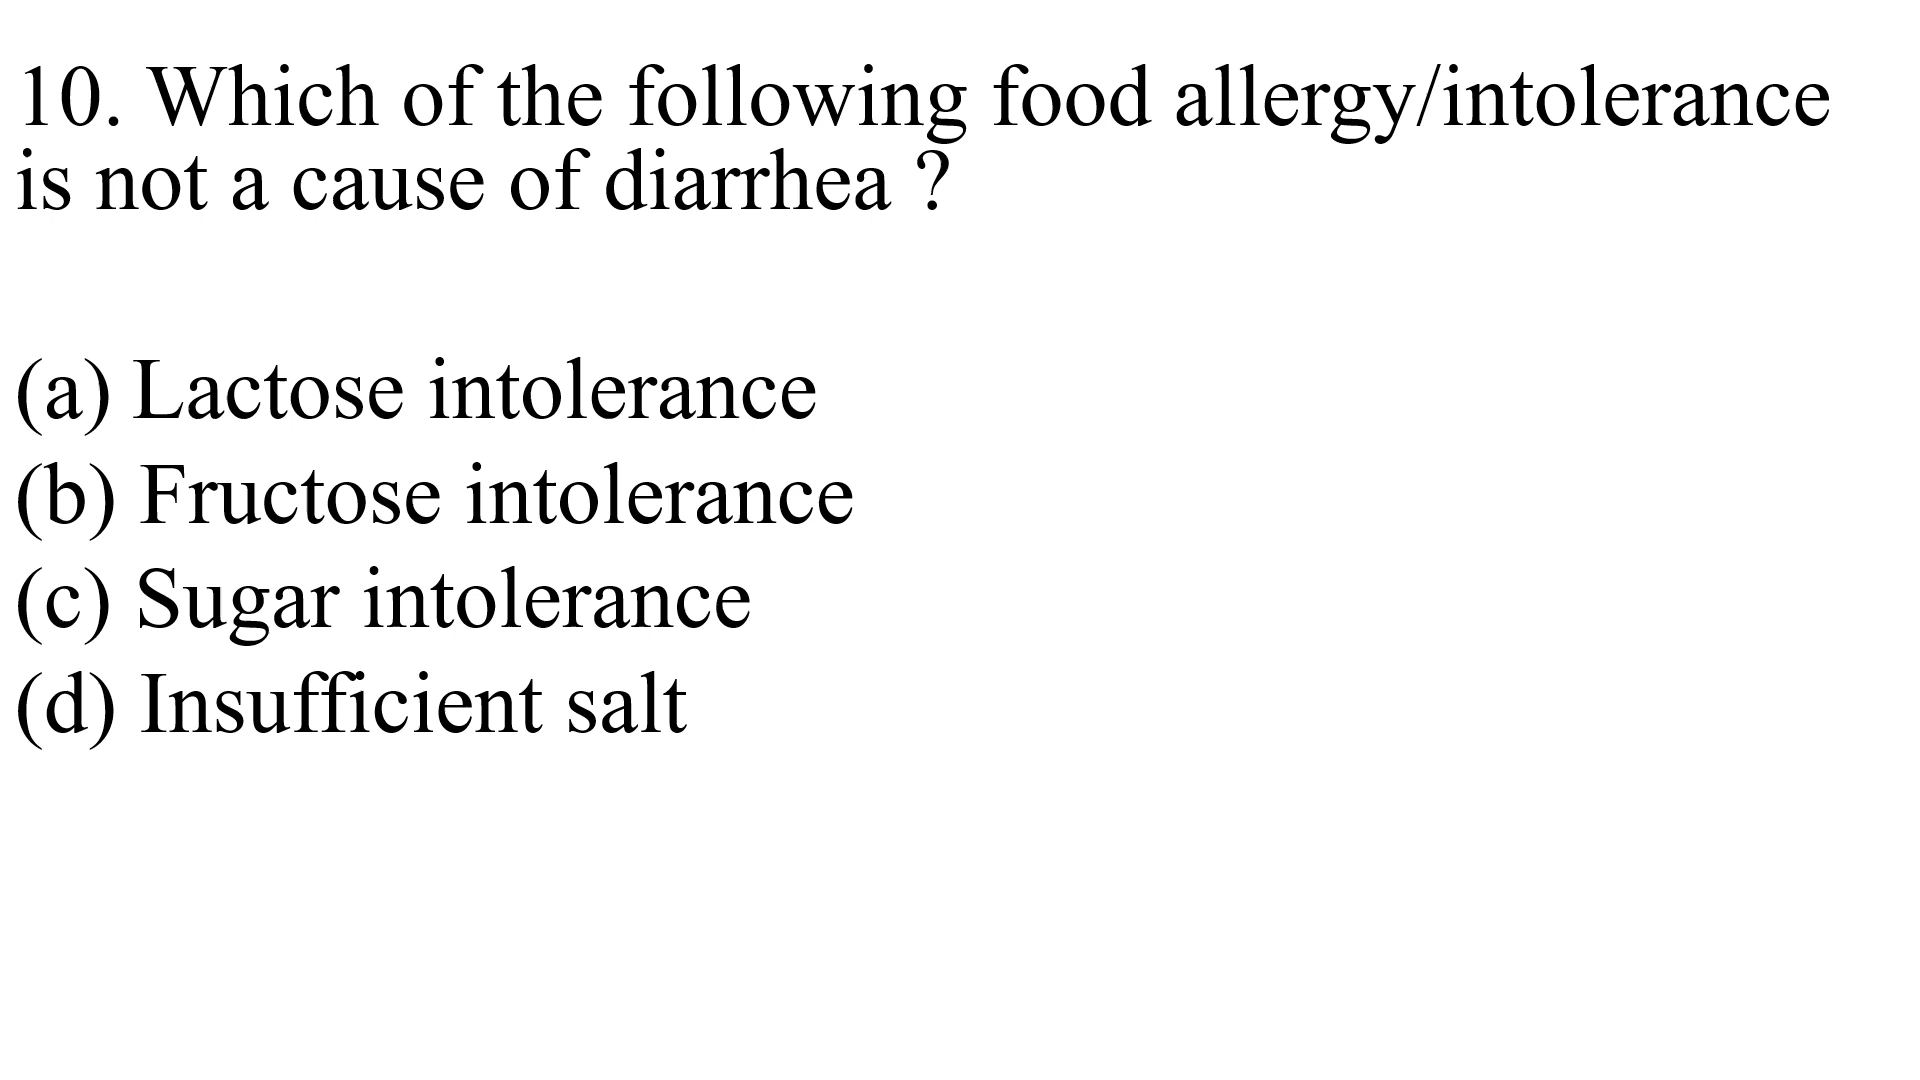 10. Which of the following food allergy/intolerance
is not a cause of diarrhea ?
(a) Lactose intolerance
(b) Fructose intolerance
(c) Sugar intolerance
(d) Insufficient salt